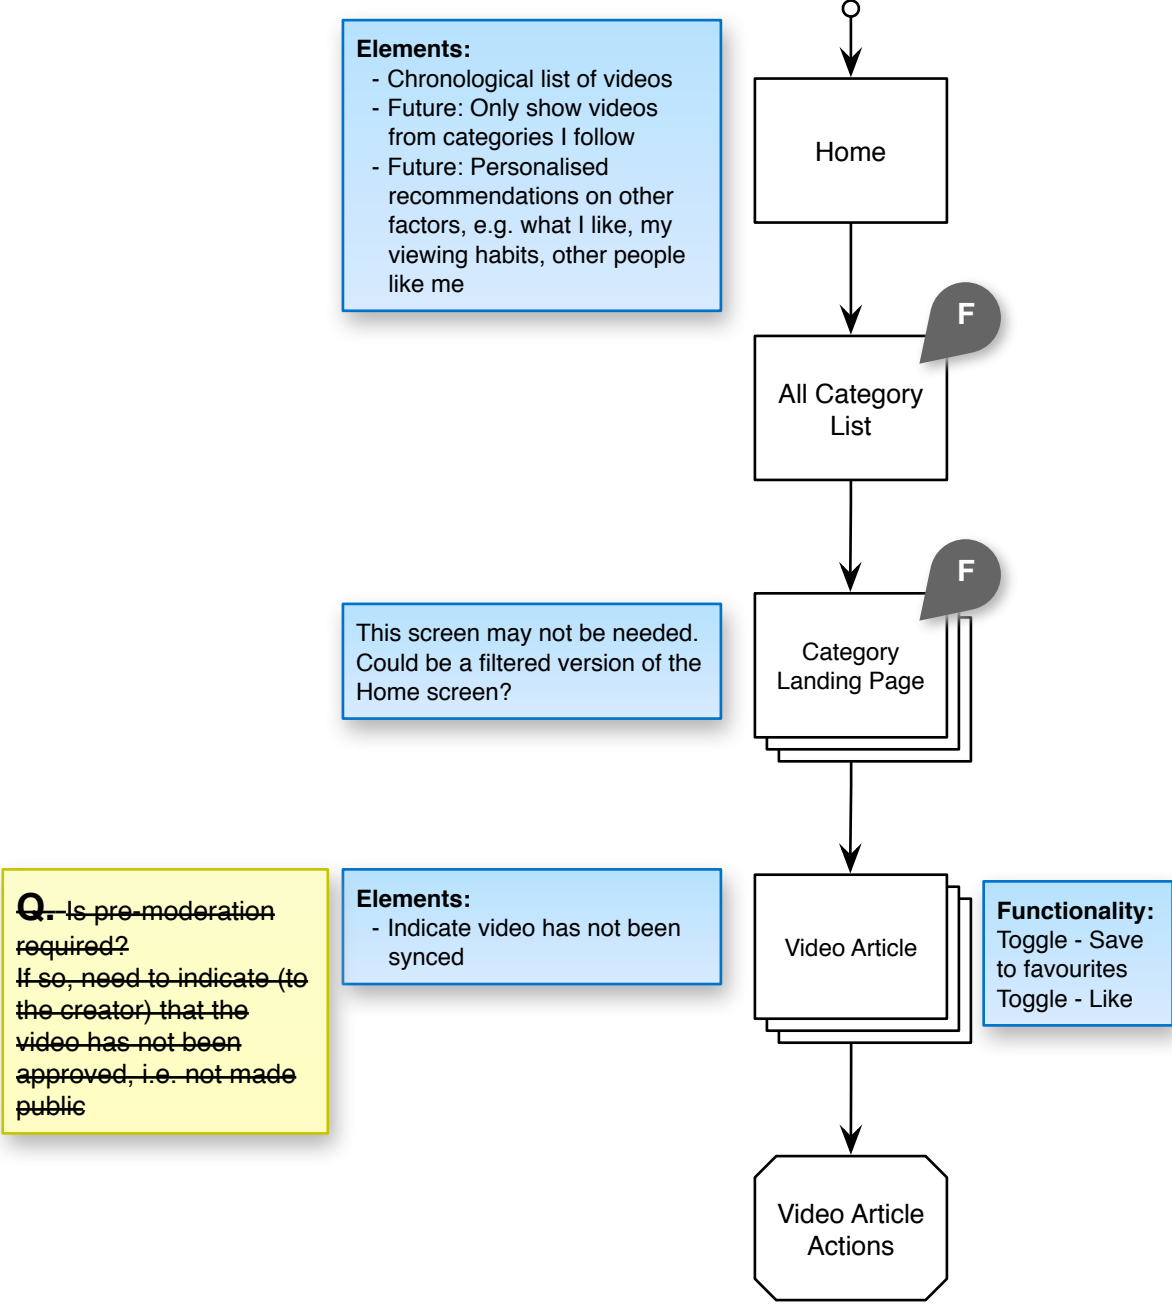 Elements:
- Chronological list of videos
- Future: Only show videos
from categories I follow
- Future: Personalised
recommendations on other
factors, e.g. what I like, my
viewing habits, other people
like me
Home
F
All Category
List
F
This screen may not be needed.
Could be a filtered version of the
Home screen?
Category
Landing Page
Q. Is pre-moderation
required?
If so, need to indicate (to
the creator) that the
video has not been
approved, i.e. not made
public
Elements:
- Indicate video has not been
synced
Video Article
Functionality:
Toggle - Save
to favourites
Toggle - Like
Video Article
Actions